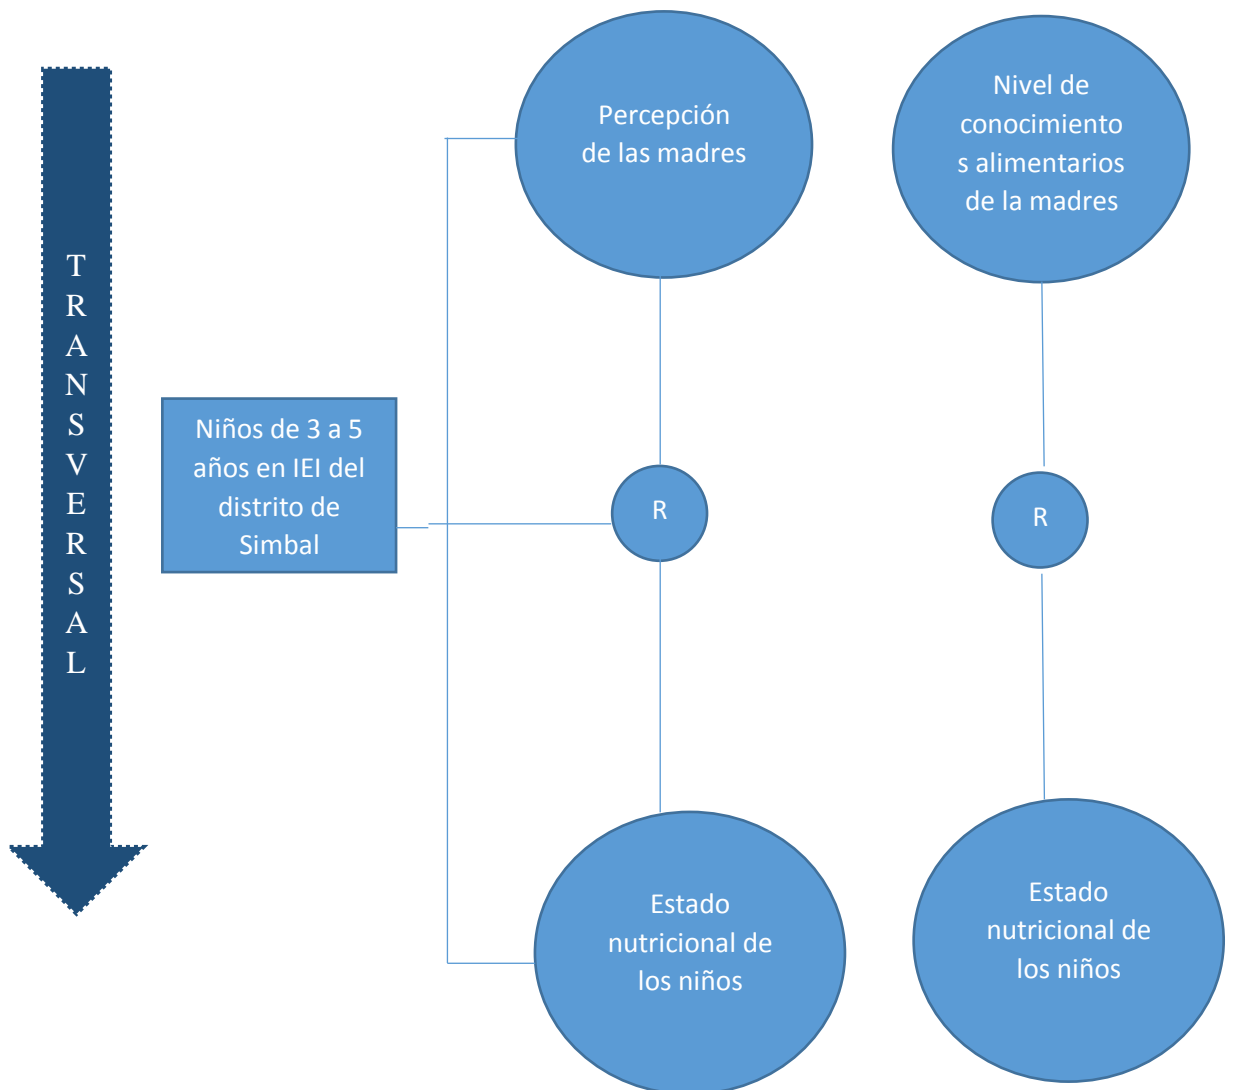 T
R
A
N
S
V
E
R
S
A
L
Niños de 3 a 5
años en IEI del
distrito de
Simbal
Percepción
de las madres
R
Estado
nutricional de
los niños
Nivel de
conocimiento
s alimentarios
de la madres
R
Estado
nutricional de
los niños